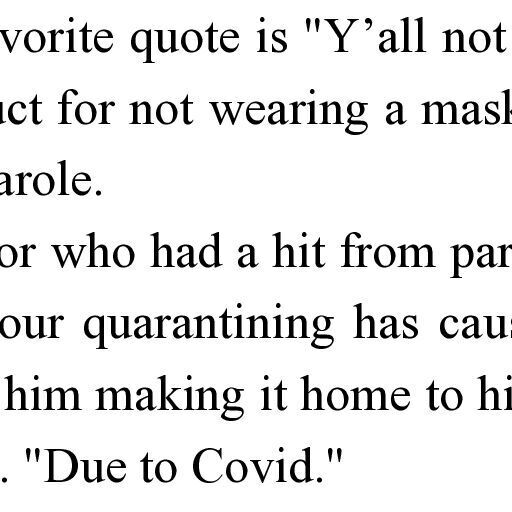 vorite quote is "Y’all not
uct for not wearing a mask
arole.
or who had a hit from par
our quarantining has caus
him making it home to hi
. "Due to Covid."